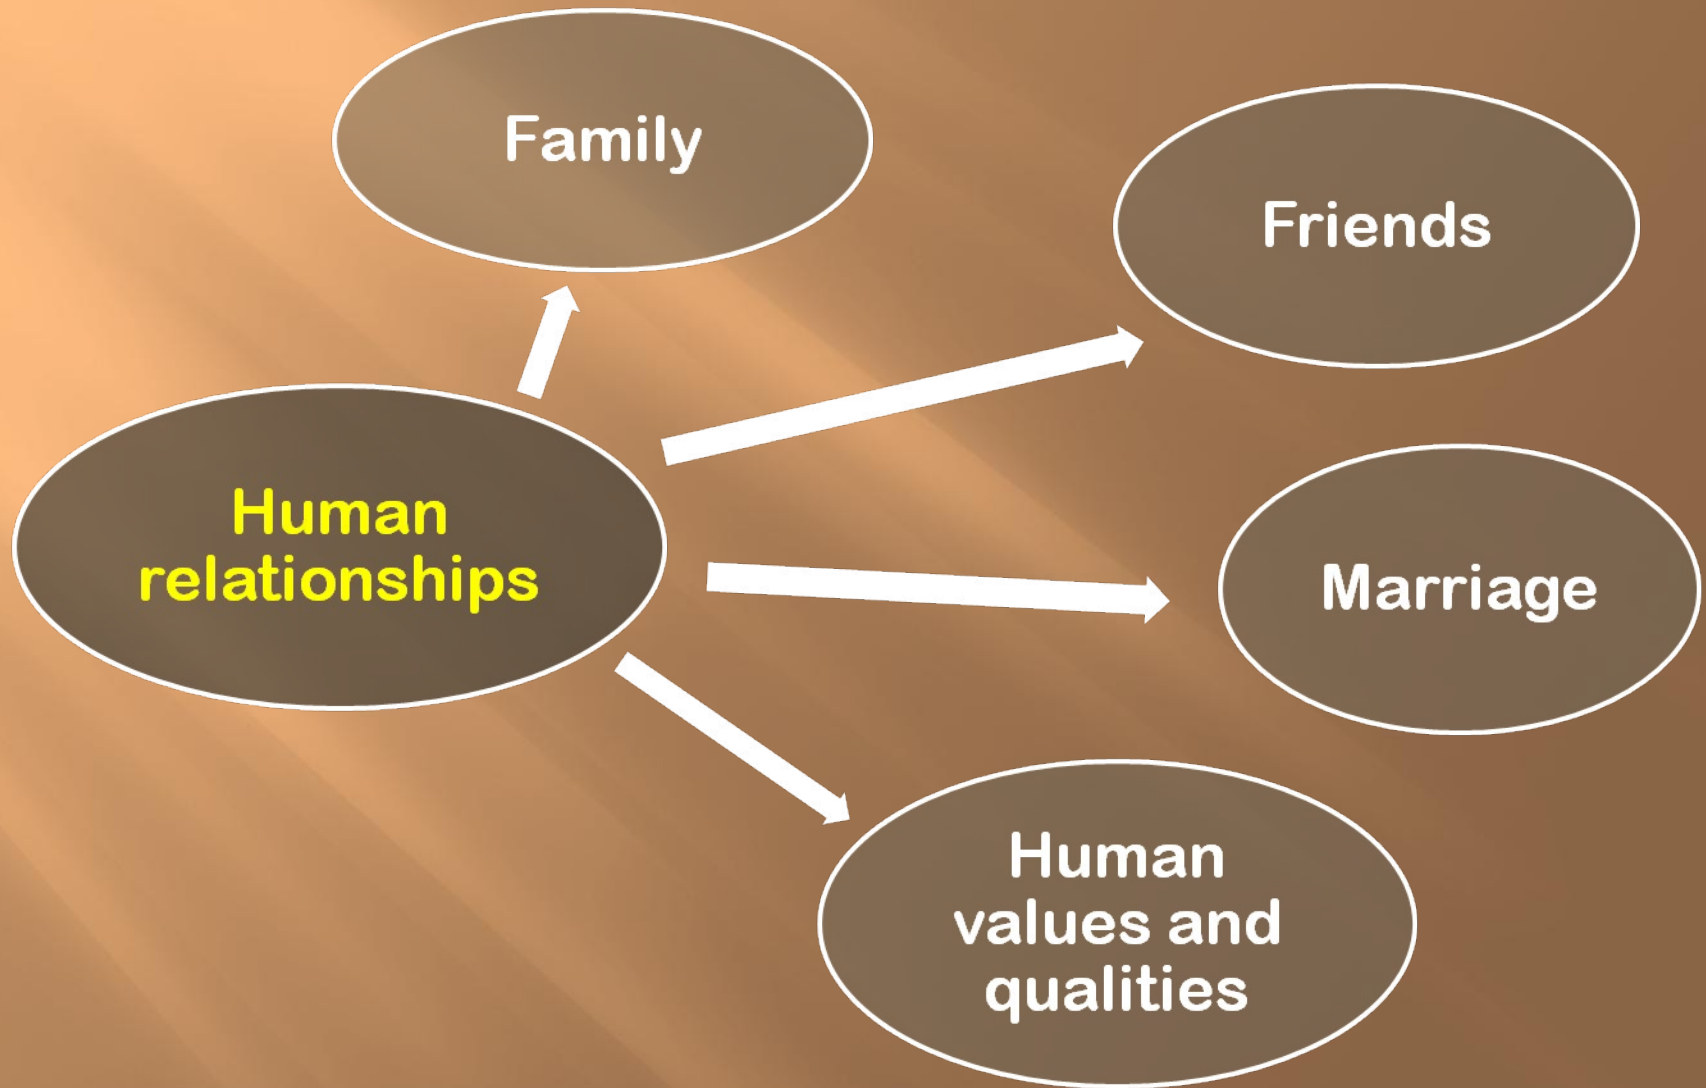 Family
Friends
Human
relationships
Marriage
Human
values and
qualities